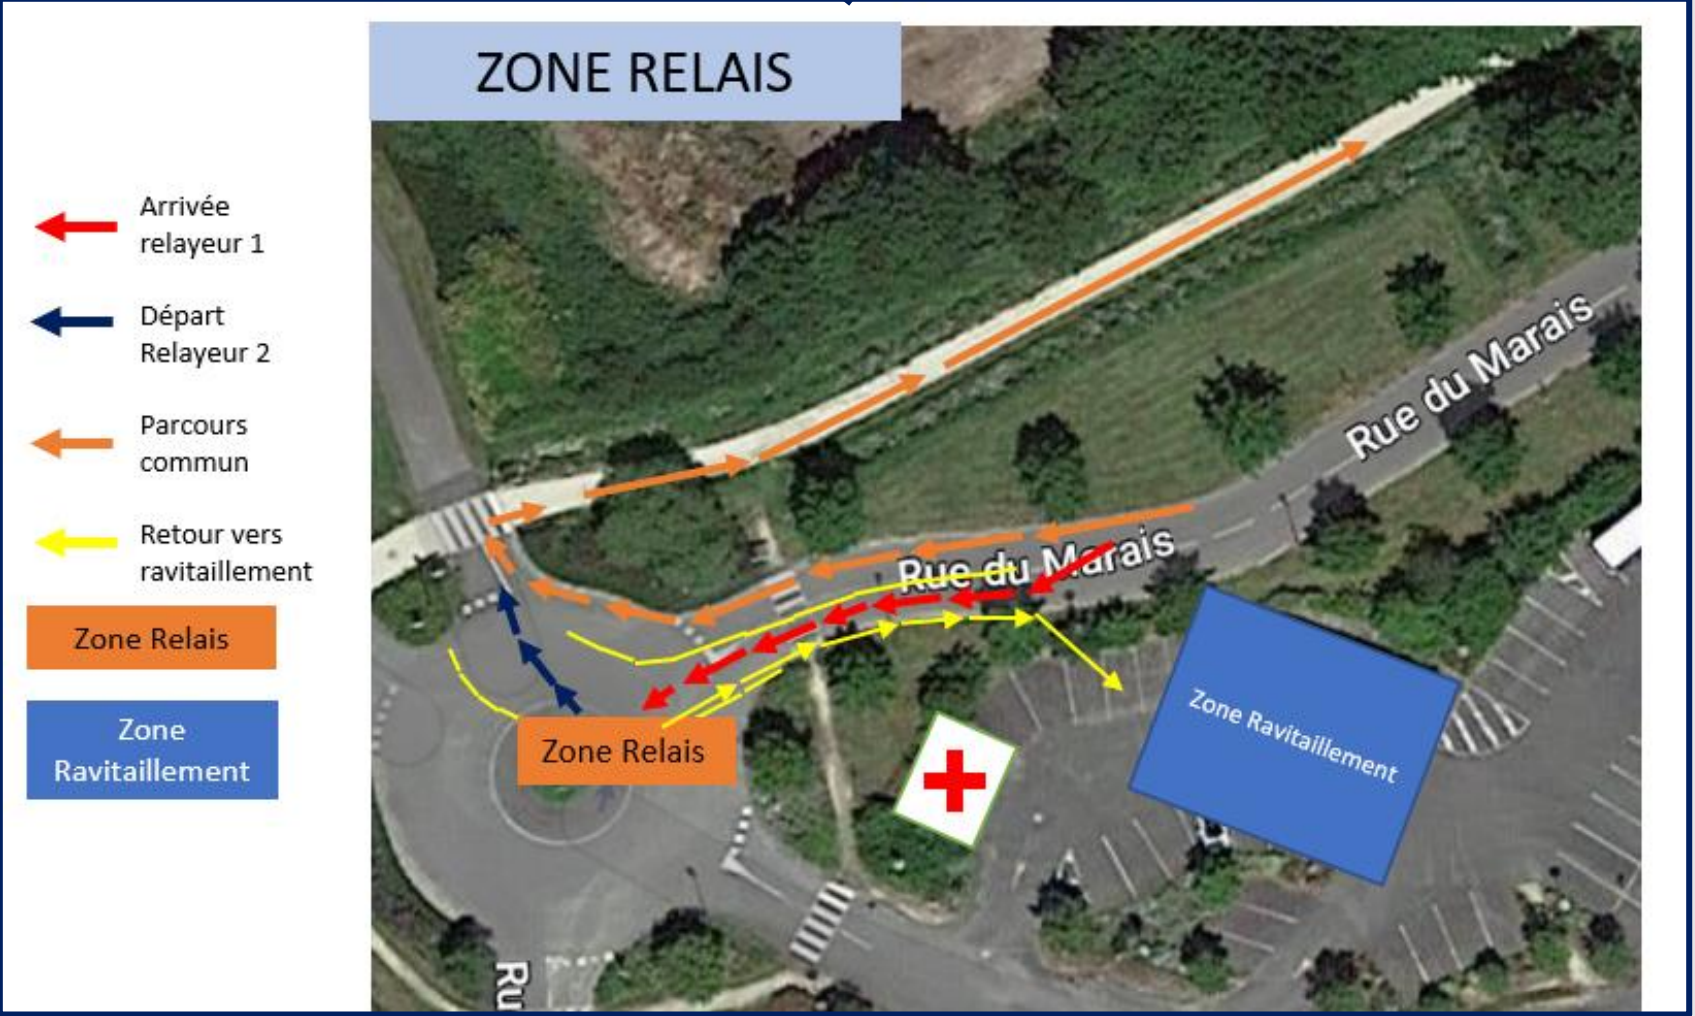 ZONE RELAIS
Arrivée
relayeur 1
Départ
Relayeur 2
Parcours
commun
Retour vers
ravitaillement
Zone Relais
Zone
Ravitaillement
Rue du Marais
Rue du Marais
Zone Ravitaillement
Zone Relais
Ru